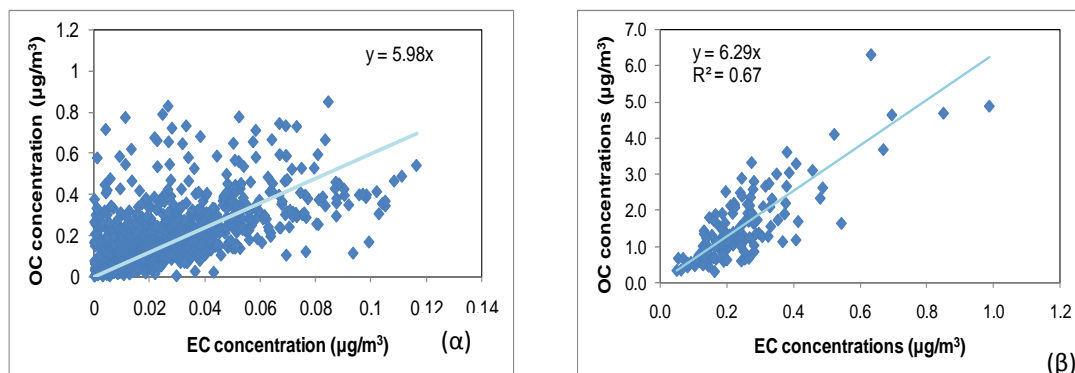 1.2
1
0.8
0.6
0.4
0.2
0
OC concentration (µg/m³)
y = 5.98x
0 0.02 0.04 0.06 0.08 0.1 0.12 0.14
EC concentration (µg/m³)
(α)
7.0
6.0
5.0
4.0
3.0
2.0
1.0
0.0
OC concentrations (µg/m³)
y = 6.29x
R² = 0.67
0.0 0.2 0.4 0.6 0.8 1.0 1.2
EC concentrations (µg/m³)
(β)